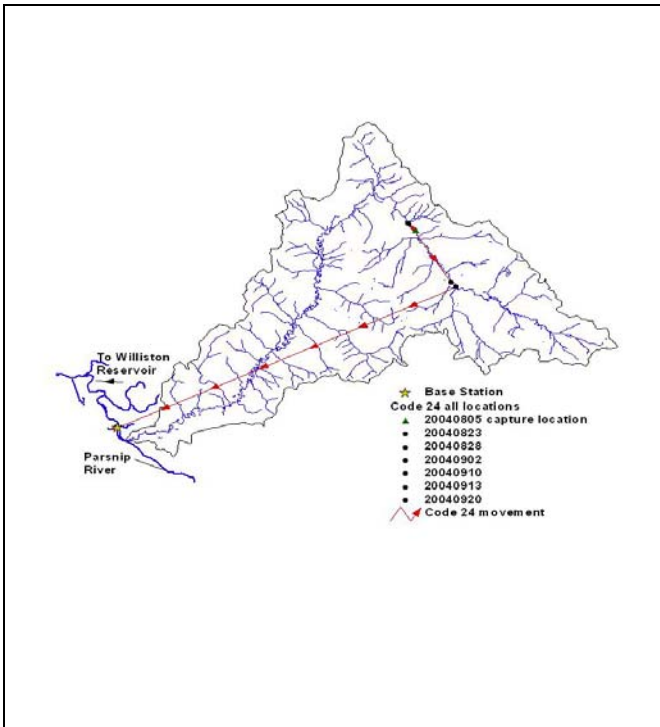 To Williston
Reservoir
Parsnip
River
Base Station
Code 24 all locations
20040805 capture location
20040823
20040828
20040902
20040910
20040913
20040920
Code 24 movement